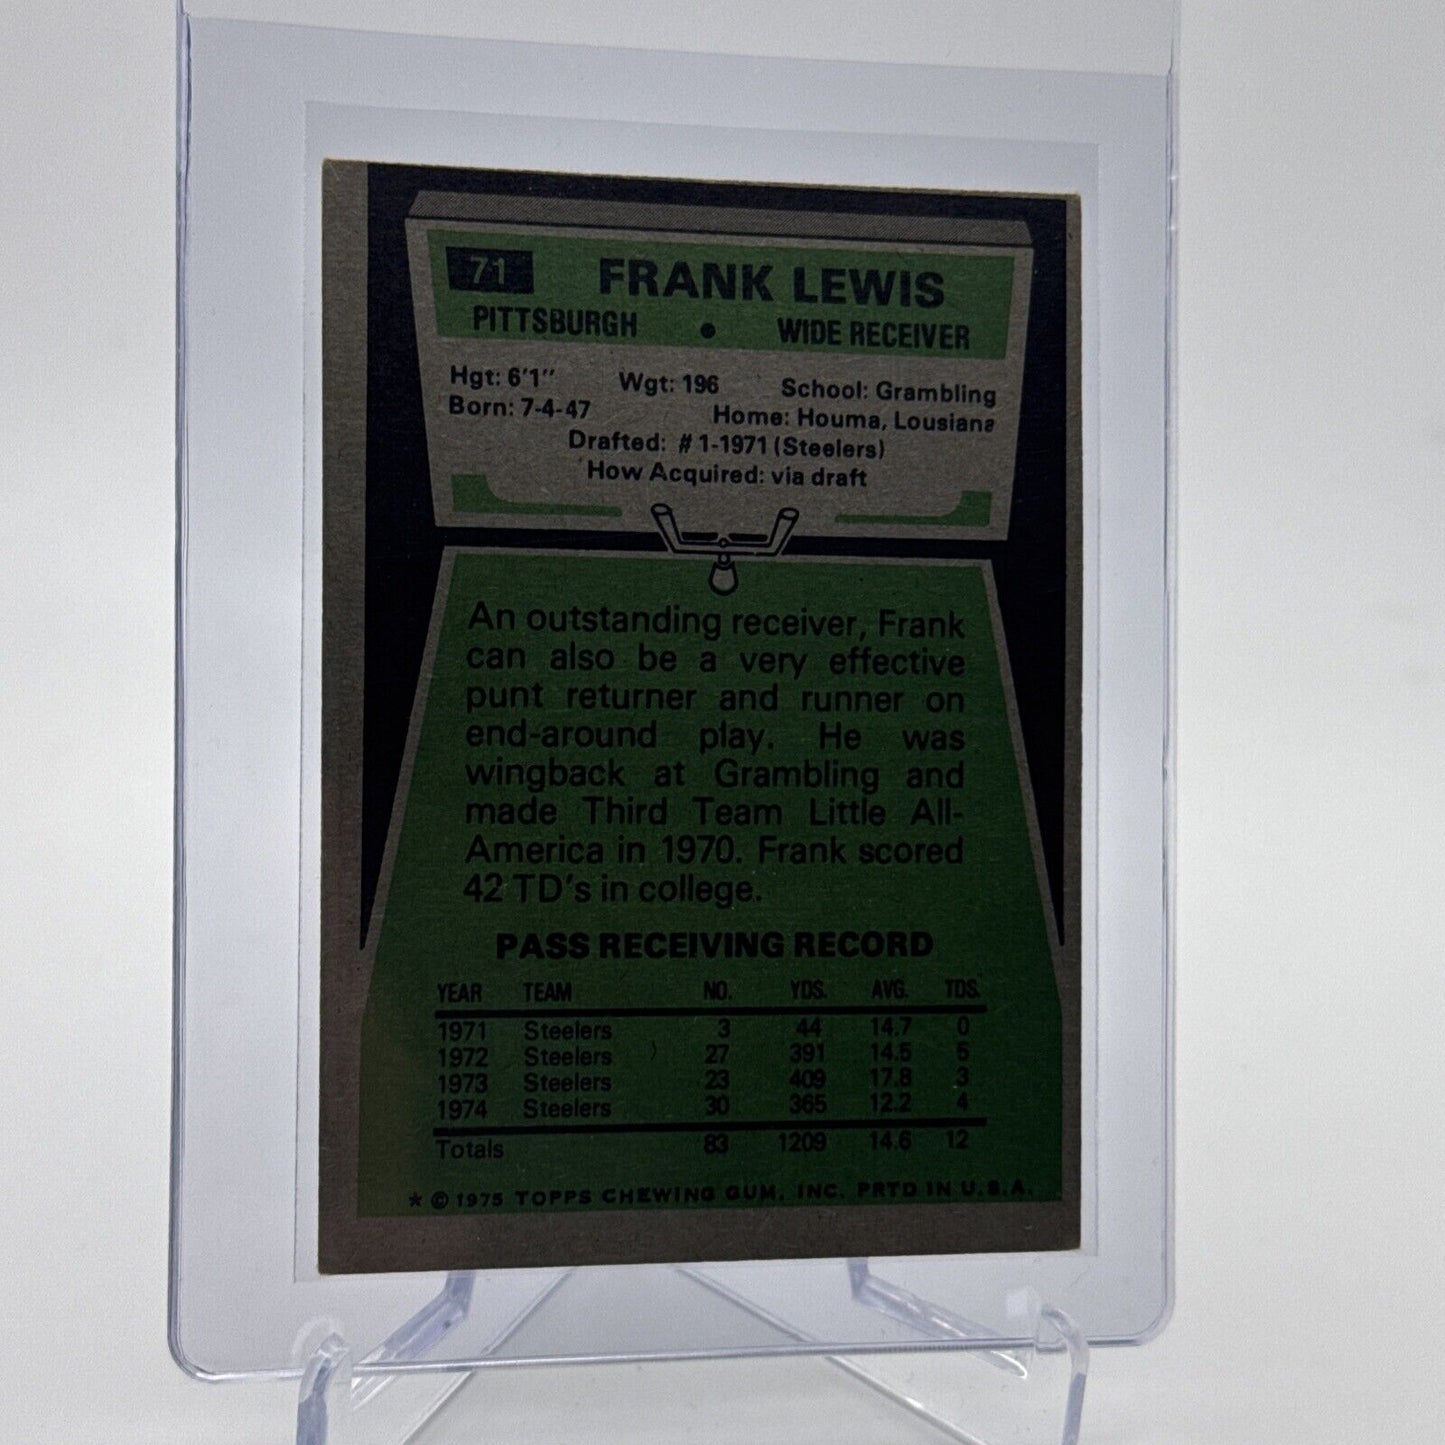 71 FRANK LEWIS
PITTSBURGH • WIDE RECEIVER
Hgt: 6'1" Wgt: 196 School: Grambling
Born: 7-4-47 Home: Houma, Lousiana
Drafted: #1-1971 (Steelers)
How Acquired: via draft
An outstanding receiver, Frank
can also be a very effective
punt returner and runner on
end-around play. He was
wingback at Grambling and
made Third Team Little All-
America in 1970. Frank scored
42 TD's in college.
PASS RECEIVING RECORD
YEAR TEAM NO. YDS. AVG. TDS.
1971 Steelers 3 44 14.7 0
1972 Steelers 27 391 14.5 5
1973 Steelers 23 409 17.8 3
1974 Steelers 30 365 12.2 4
Totals 83 1209 14.6 12
* © 1975 TOPPS CHEWING GUM, INC. PRTD IN U.S.A.